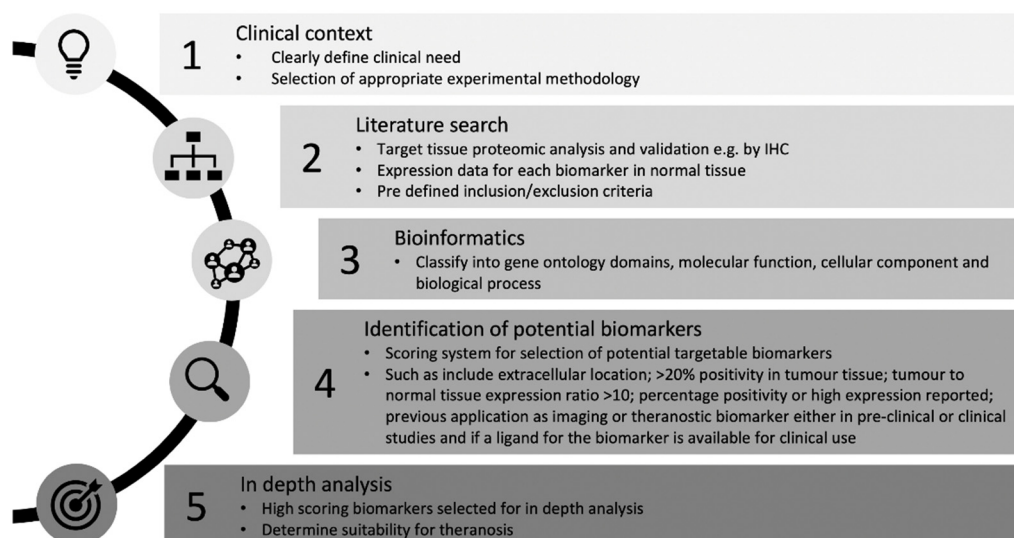 1
Clinical context
• Clearly define clinical need
• Selection of appropriate experimental methodology
2
Literature search
• Target tissue proteomic analysis and validation e.g. by IHC
• Expression data for each biomarker in normal tissue
• Pre defined inclusion/exclusion criteria
3
Bioinformatics
• Classify into gene ontology domains, molecular function, cellular component and
biological process
4
Identification of potential biomarkers
• Scoring system for selection of potential targetable biomarkers
• Such as include extracellular location; >20% positivity in tumour tissue; tumour to
normal tissue expression ratio >10; percentage positivity or high expression reported;
previous application as imaging or theranostic biomarker either in pre-clinical or clinical
studies and if a ligand for the biomarker is available for clinical use
5
In depth analysis
• High scoring biomarkers selected for in depth analysis
• Determine suitability for theranosis